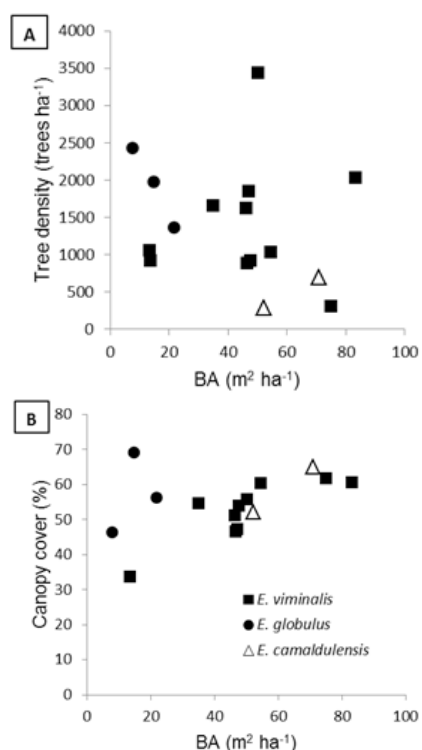 A
Tree density (trees ha⁻¹)
4000
3500
3000
2500
2000
1500
1000
500
0
0 20 40 60 80 100
BA (m² ha⁻¹)
B
Canopy cover (%)
80
70
60
50
40
30
20
10
0
E. viminalis
E. globulus
E. camaldulensis
0 20 40 60 80 100
BA (m² ha⁻¹)